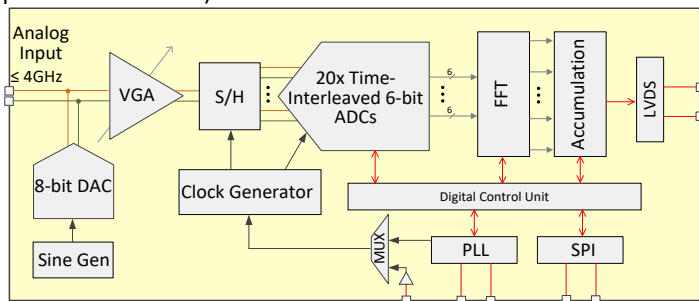 Analog
Input
≤ 4GHz
VGA
S/H
20x Time-
Interleaved 6-bit
ADCs
6
6
FFT
Accumulation
LVDS
8-bit DAC
Clock Generator
Digital Control Unit
Sine Gen
MUX
PLL
SPI